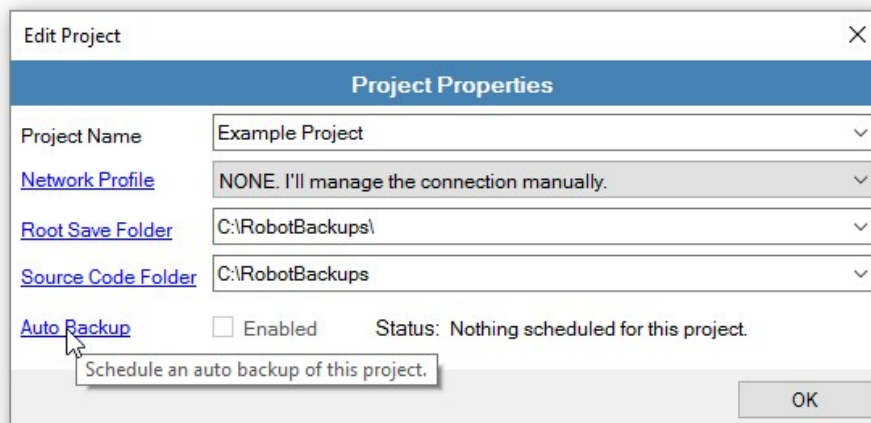 Edit Project
Project Properties
Project Name Example Project
Network Profile NONE. I'll manage the connection manually.
Root Save Folder C:\RobotBackups\
Source Code Folder C:\RobotBackups
Auto Backup Enabled Status: Nothing scheduled for this project.
Schedule an auto backup of this project.
OK